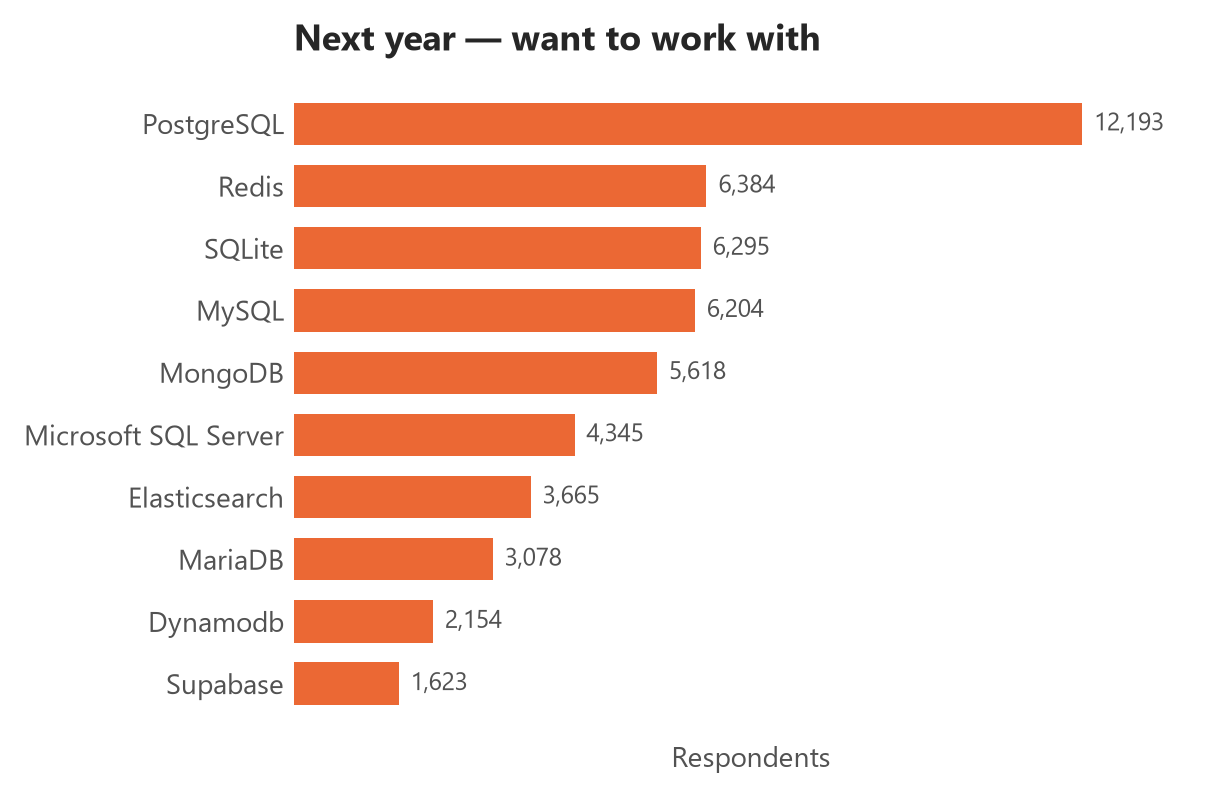 Next year — want to work with
PostgreSQL 12,193
Redis 6,384
SQLite 6,295
MySQL 6,204
MongoDB 5,618
Microsoft SQL Server 4,345
Elasticsearch 3,665
MariaDB 3,078
Dynamodb 2,154
Supabase 1,623
Respondents